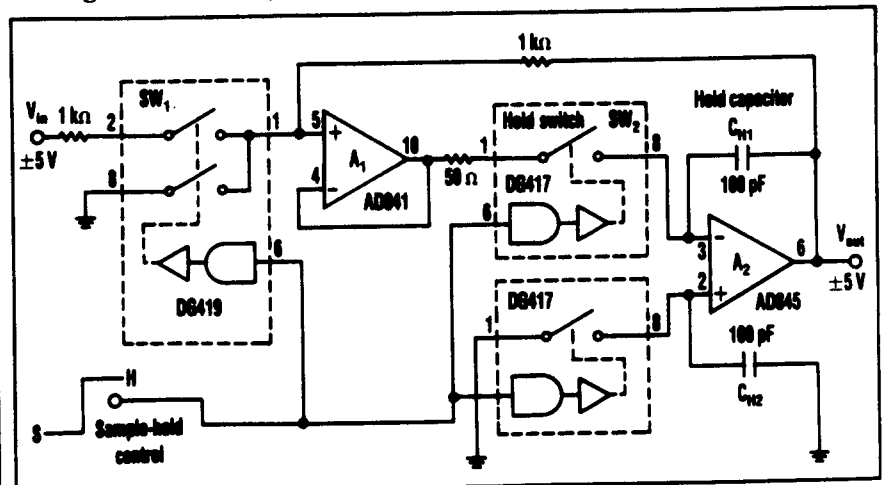 1 kΩ
Hold capacitor
C_H1
100 pF
V_in
1 kΩ
±5 V
2
SW₁
1
8
6
DG419
5
+
4
−
A₁
10
AD841
50 Ω
1
Hold switch
SW₂
8
DG417
6
DG417
1
8
3
−
2
+
A₂
6
AD845
V_out
±5 V
100 pF
C_H2
H
S
Sample-hold
control